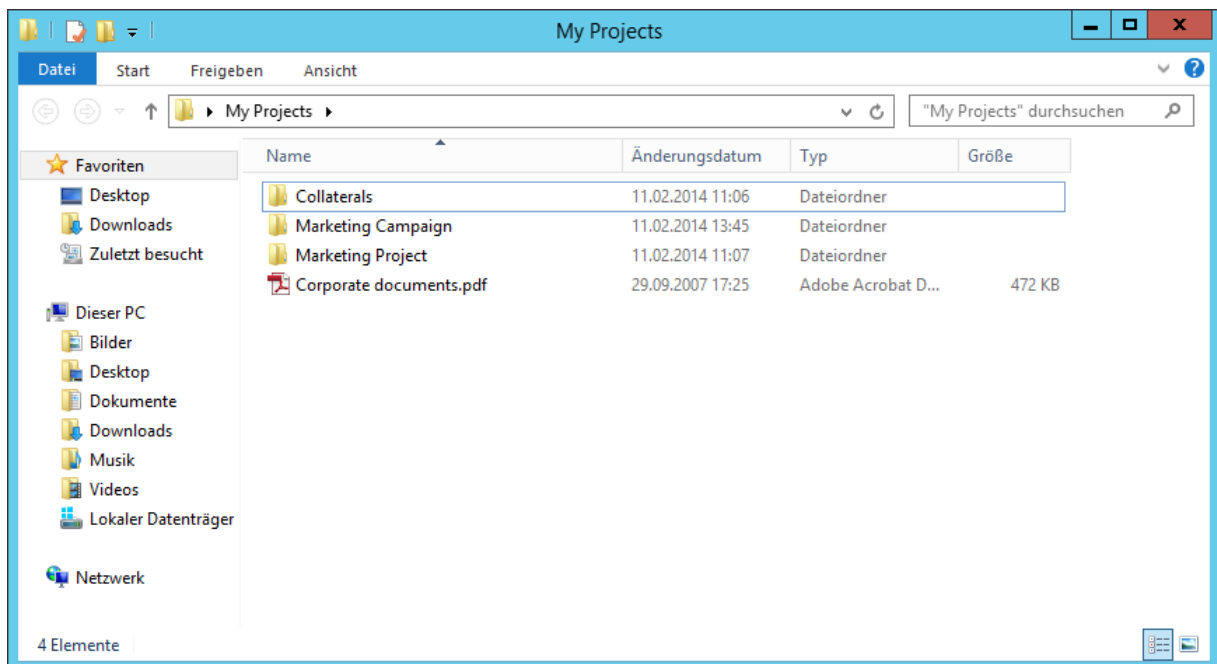 My Projects
Datei Start Freigeben Ansicht
My Projects "My Projects" durchsuchen
Name Änderungsdatum Typ Größe
Favoriten
Desktop
Downloads
Zuletzt besucht
Dieser PC
Bilder
Desktop
Dokumente
Downloads
Musik
Videos
Lokaler Datenträger
Netzwerk
Collaterals 11.02.2014 11:06 Dateiordner
Marketing Campaign 11.02.2014 13:45 Dateiordner
Marketing Project 11.02.2014 11:07 Dateiordner
Corporate documents.pdf 29.09.2007 17:25 Adobe Acrobat D... 472 KB
4 Elemente